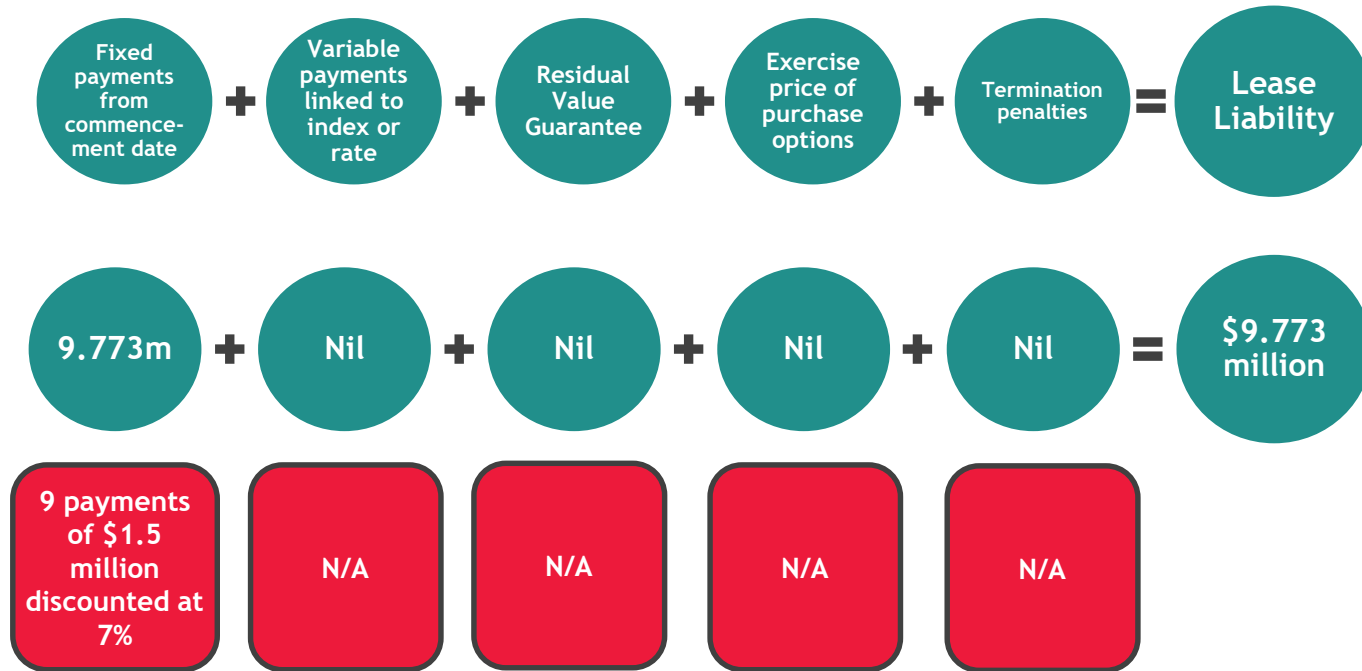 Fixed
payments
from
commence-
ment date
+
Variable
payments
linked to
index or
rate
+
Residual
Value
Guarantee
+
Exercise
price of
purchase
options
+
Termination
penalties
=
Lease
Liability
9.773m
+
Nil
+
Nil
+
Nil
+
Nil
=
$9.773
million
9 payments
of $1.5
million
discounted at
7%
N/A
N/A
N/A
N/A